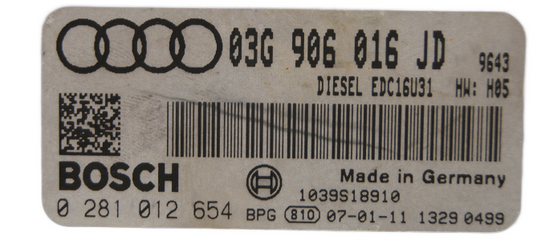 03G 906 016 JD 9643
DIESEL EDC16U31 HW: H05
BOSCH
Made in Germany
1039S18910
0 281 012 654 BPG 810 07-01-11 1329 0499